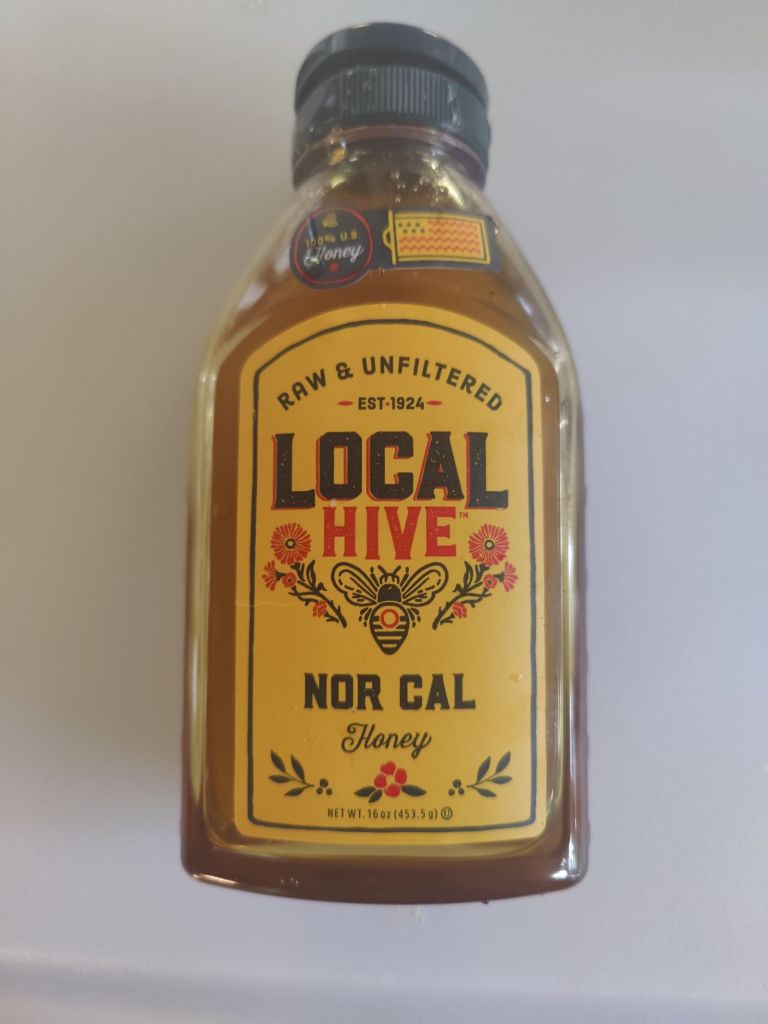 100% U.S.
Honey
RAW & UNFILTERED
EST•1924
LOCAL
HIVE™
NOR CAL
Honey
NET WT. 16 oz (453.5 g) Ⓤ